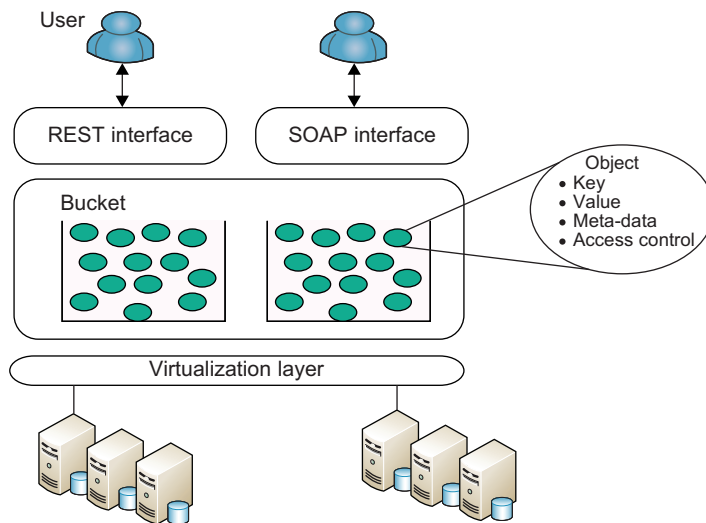 User
REST interface
SOAP interface
Bucket
Object
• Key
• Value
• Meta-data
• Access control
Virtualization layer